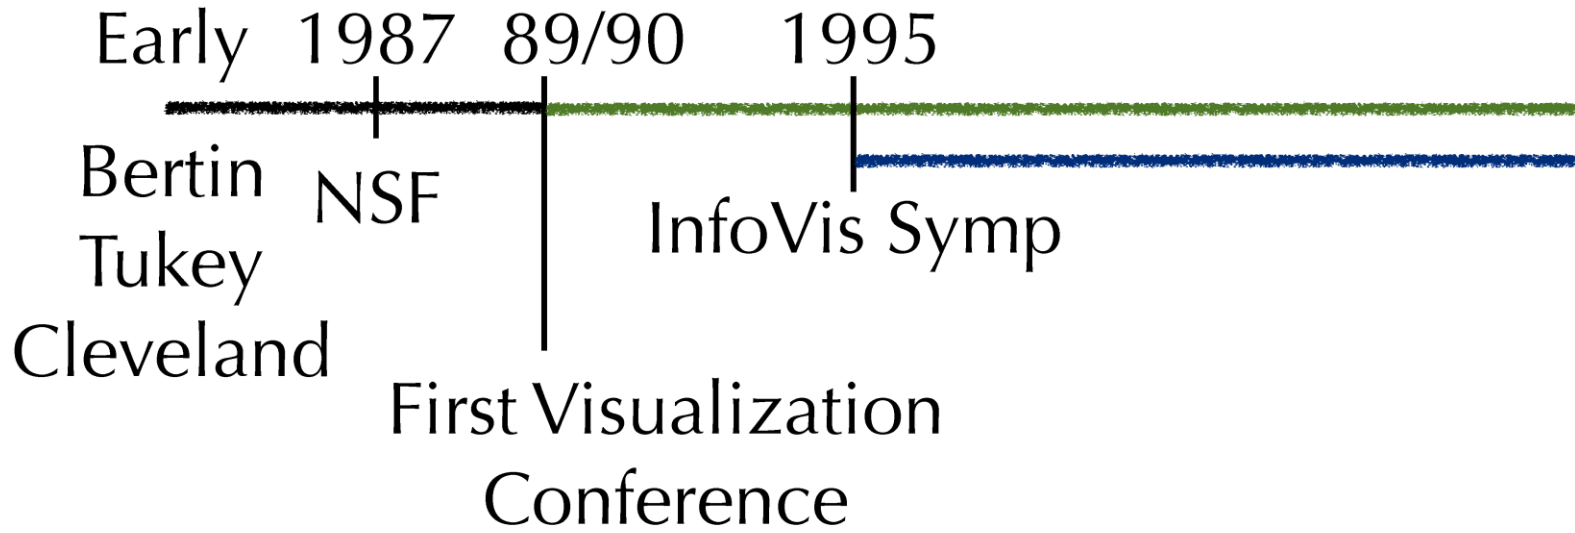 Early 1987 89/90 1995
Bertin
NSF
Tukey
Cleveland
InfoVis Symp
First Visualization
Conference